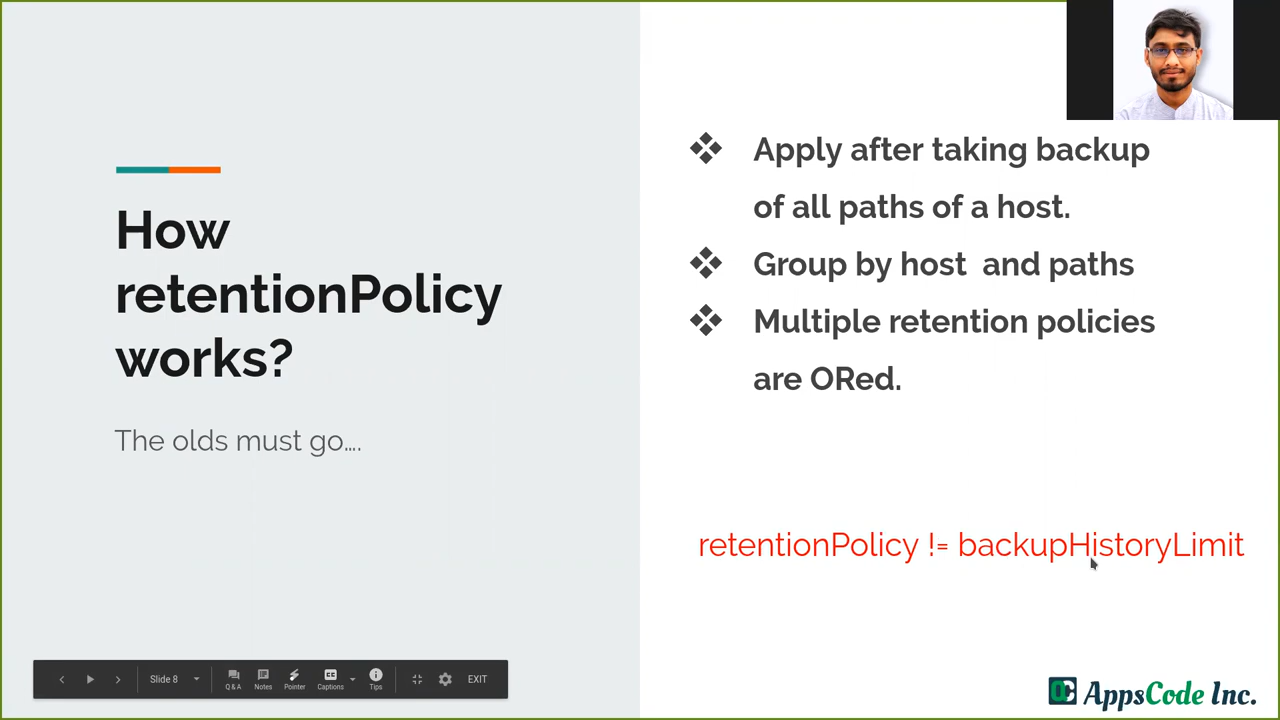 How
retentionPolicy
works?
The olds must go....
❖ Apply after taking backup
of all paths of a host.
❖ Group by host and paths
❖ Multiple retention policies
are ORed.
retentionPolicy != backupHistoryLimit
Slide 8
Q & A
Notes
Pointer
CC
Captions
Tips
EXIT
AppsCode Inc.